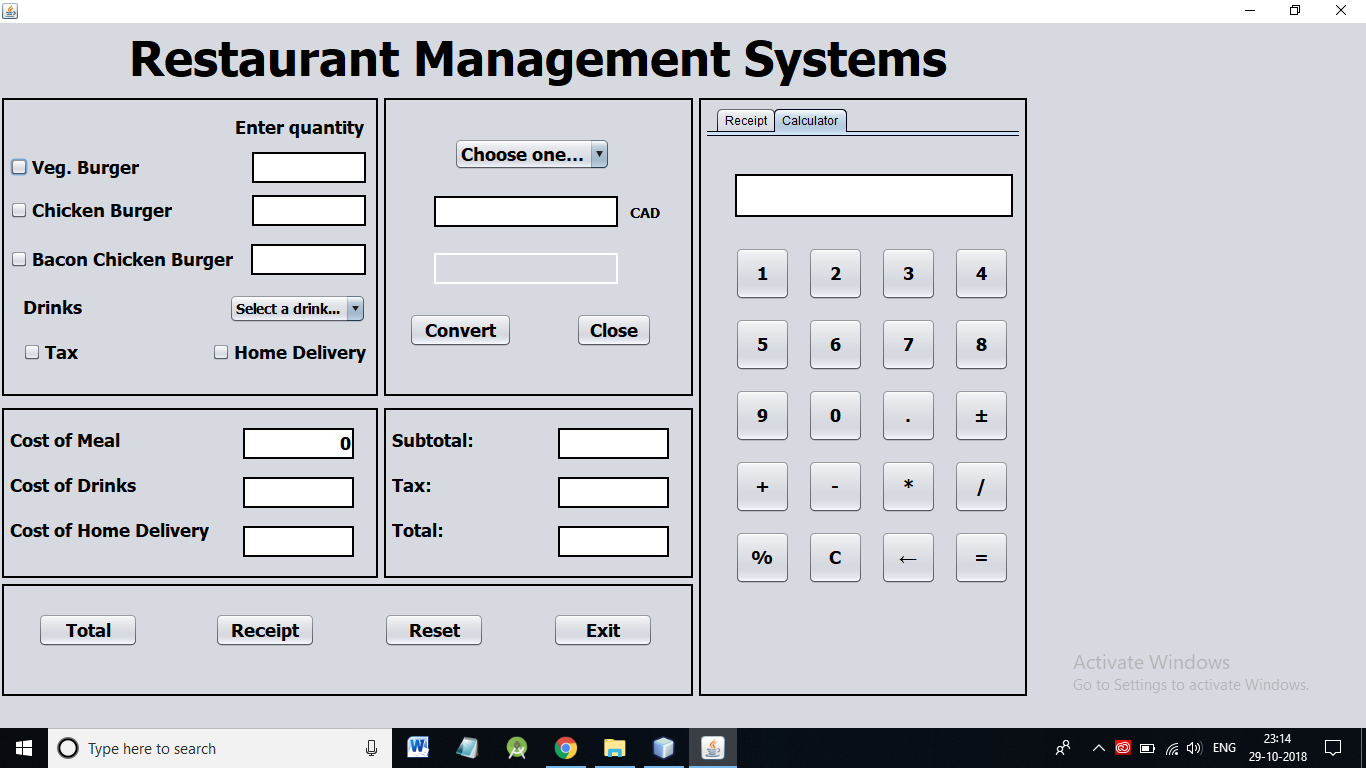 Restaurant Management Systems
Enter quantity
Veg. Burger
Chicken Burger
Bacon Chicken Burger
Drinks
Select a drink...
Tax
Home Delivery
Choose one...
CAD
Convert
Close
Receipt
Calculator
1 2 3 4
5 6 7 8
9 0 . ±
+ - * /
% C ← =
Cost of Meal
0
Cost of Drinks
Cost of Home Delivery
Subtotal:
Tax:
Total:
Total
Receipt
Reset
Exit
Activate Windows
Go to Settings to activate Windows.
Type here to search
ENG
23:14
29-10-2018